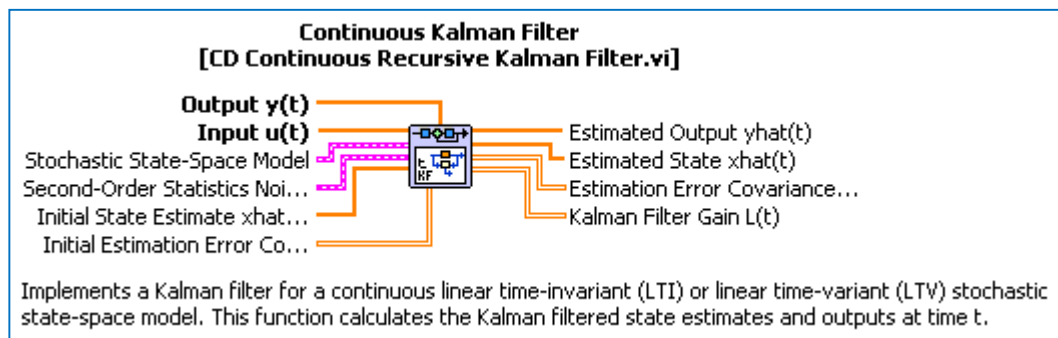 Continuous Kalman Filter
[CD Continuous Recursive Kalman Filter.vi]
Output y(t)
Input u(t)
Stochastic State-Space Model
Second-Order Statistics Noi...
Initial State Estimate xhat...
Initial Estimation Error Co...
KF
Estimated Output yhat(t)
Estimated State xhat(t)
Estimation Error Covariance...
Kalman Filter Gain L(t)
Implements a Kalman filter for a continuous linear time-invariant (LTI) or linear time-variant (LTV) stochastic
state-space model. This function calculates the Kalman filtered state estimates and outputs at time t.